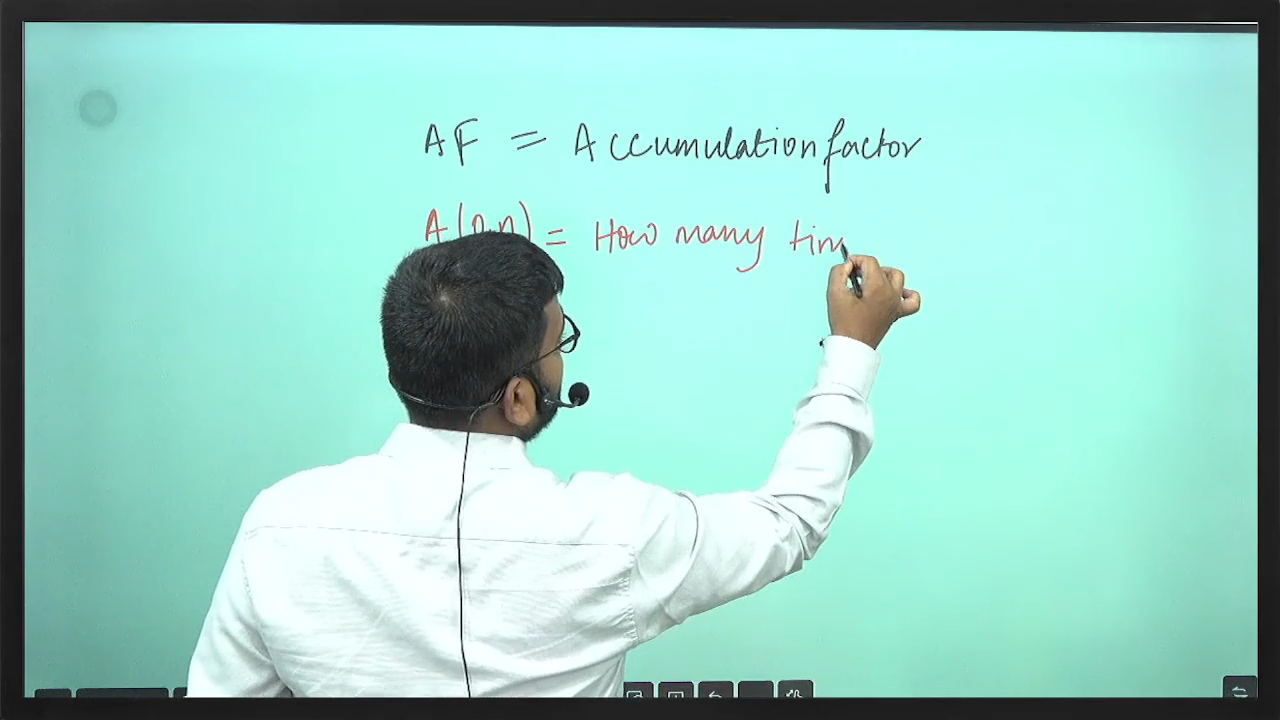 AF = Accumulation factor
A(0,n) = How many tim